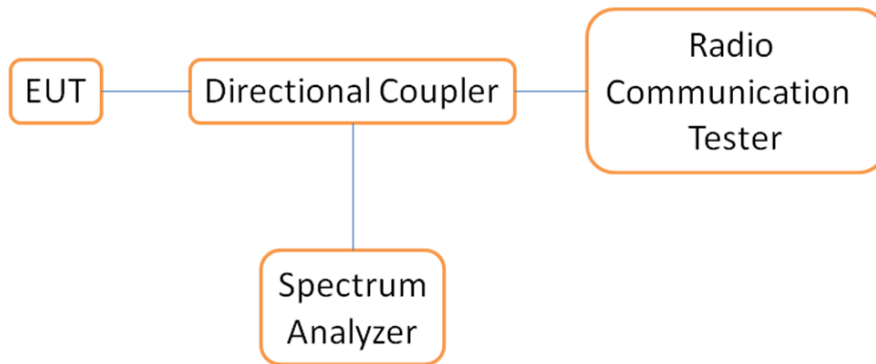 EUT
Directional Coupler
Radio
Communication
Tester
Spectrum
Analyzer